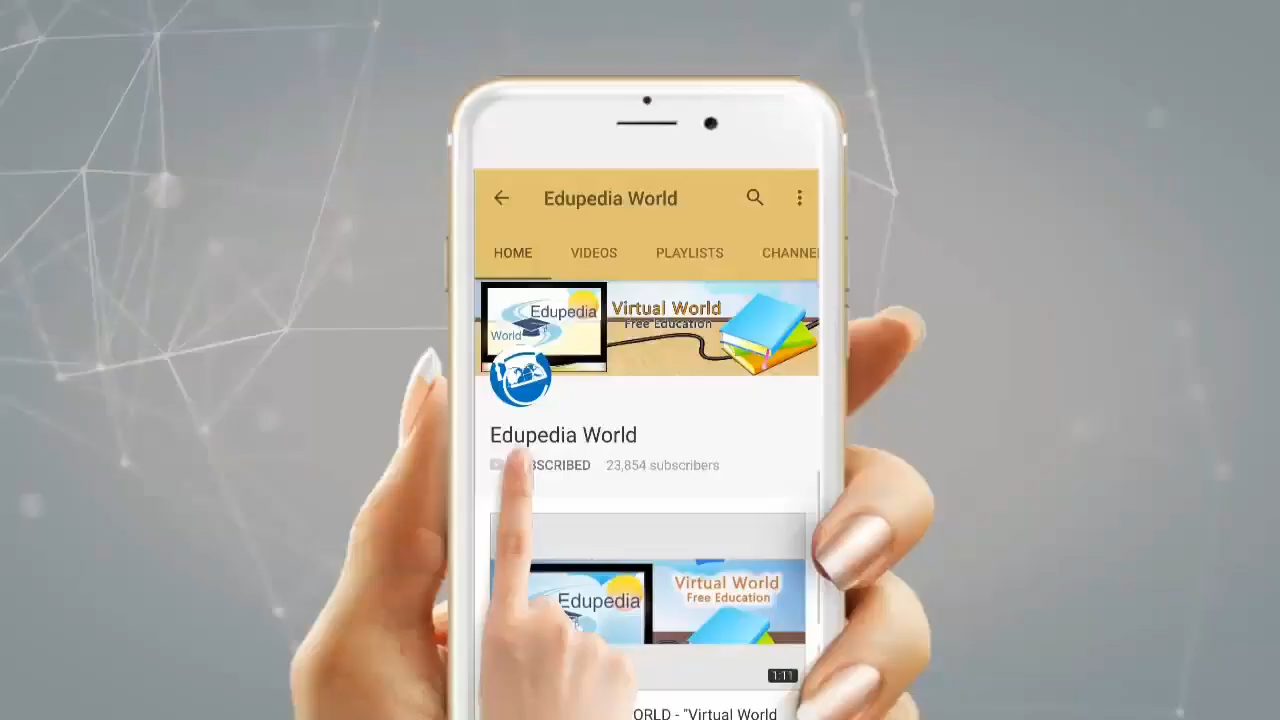 Edupedia World
HOME VIDEOS PLAYLISTS CHANNE
Edupedia
World
Virtual World
Free Education
Edupedia World
BSCRIBED 23,854 subscribers
Edupedia
Virtual World
Free Education
1:11
ORLD - "Virtual World